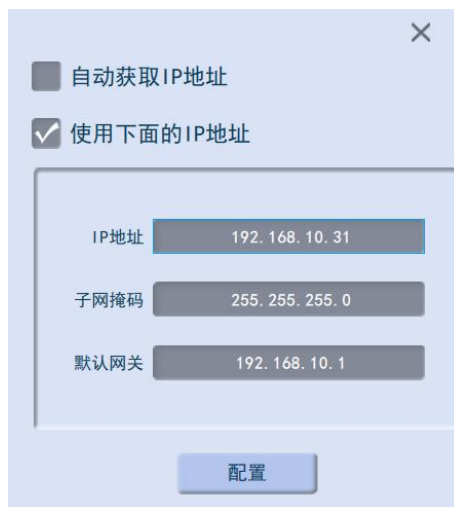 自动获取IP地址
使用下面的IP地址
IP地址 192.168.10.31
子网掩码 255.255.255.0
默认网关 192.168.10.1
配置